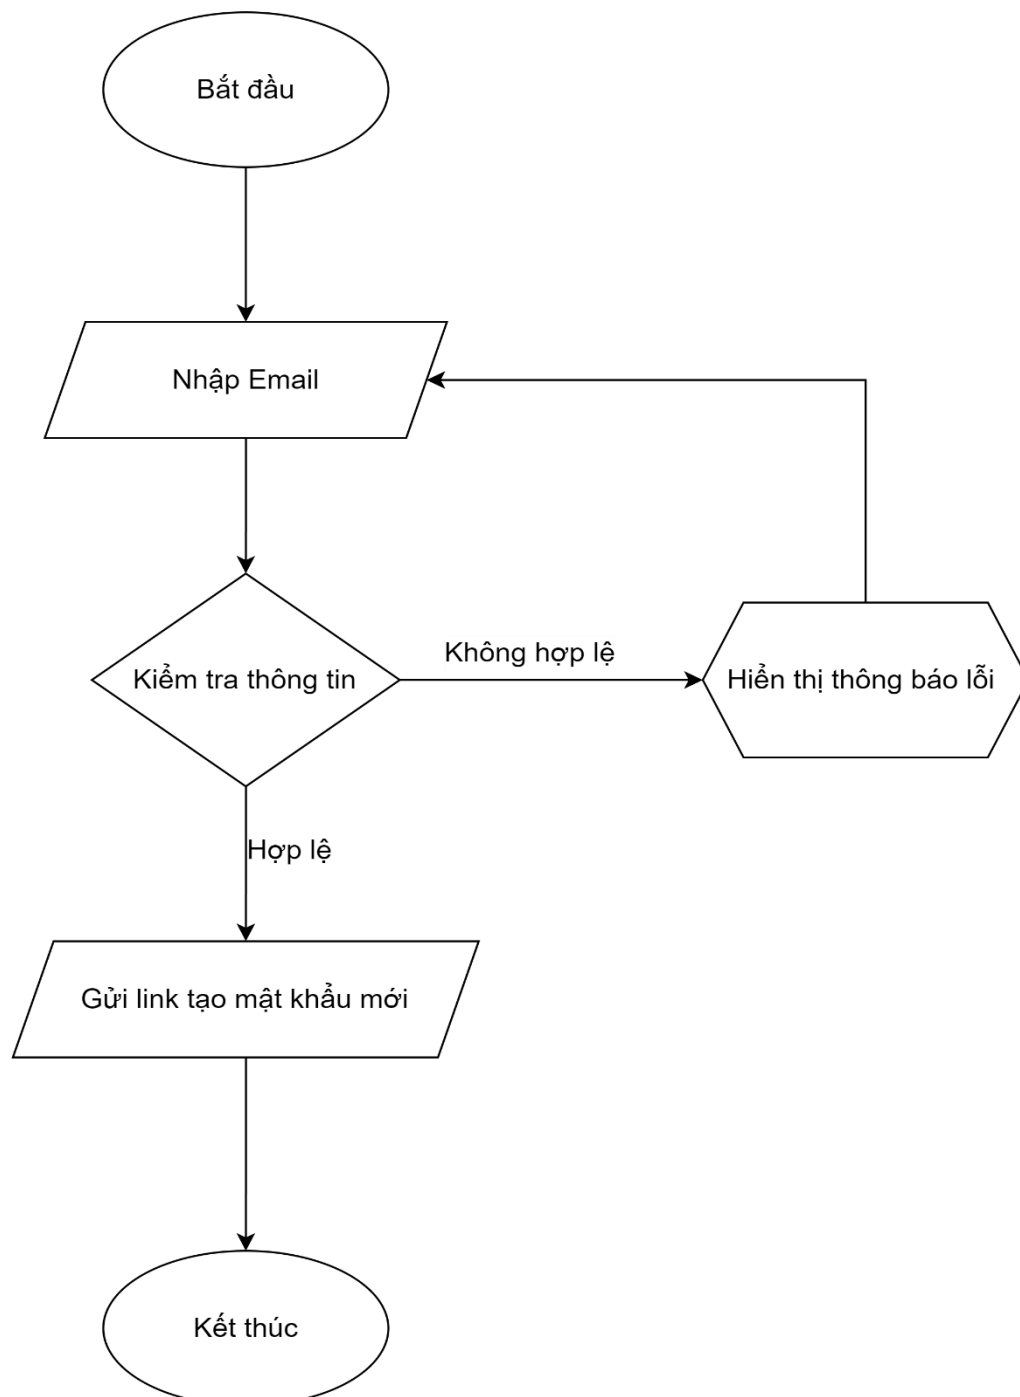 Bắt đầu
Nhập Email
Không hợp lệ
Kiểm tra thông tin
Hiển thị thông báo lỗi
Hợp lệ
Gửi link tạo mật khẩu mới
Kết thúc